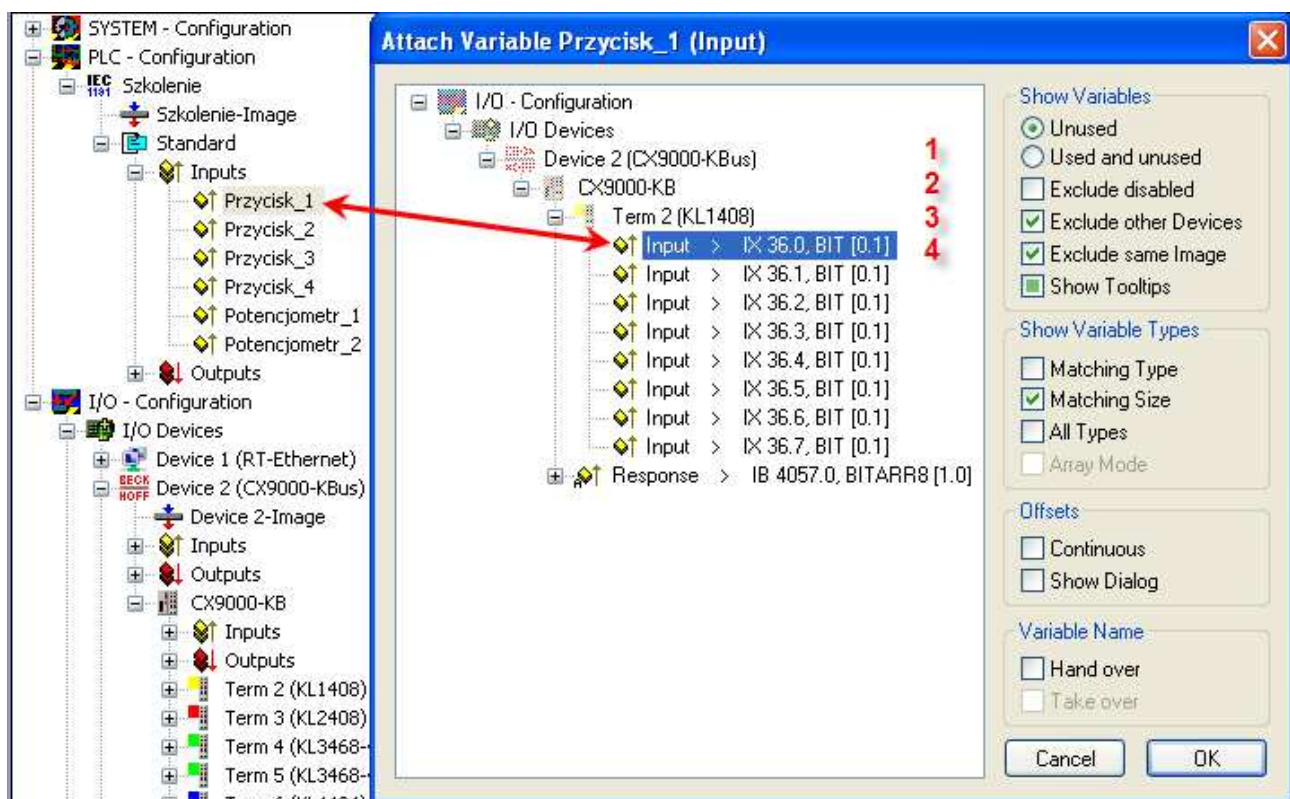 SYSTEM - Configuration
PLC - Configuration
IEC
1131
Szkolenie
Szkolenie-Image
Standard
Inputs
Przycisk_1
Przycisk_2
Przycisk_3
Przycisk_4
Potencjometr_1
Potencjometr_2
Outputs
I/O - Configuration
I/O Devices
Device 1 (RT-Ethernet)
BECK
HOFF
Device 2 (CX9000-KBus)
Device 2-Image
Inputs
Outputs
CX9000-KB
Inputs
Outputs
Term 2 (KL1408)
Term 3 (KL2408)
Term 4 (KL3468-
Term 5 (KL3468-
Attach Variable Przycisk_1 (Input)
I/O - Configuration
I/O Devices
Device 2 (CX9000-KBus) 1
CX9000-KB 2
Term 2 (KL1408) 3
Input > IX 36.0, BIT [0.1] 4
Input > IX 36.1, BIT [0.1]
Input > IX 36.2, BIT [0.1]
Input > IX 36.3, BIT [0.1]
Input > IX 36.4, BIT [0.1]
Input > IX 36.5, BIT [0.1]
Input > IX 36.6, BIT [0.1]
Input > IX 36.7, BIT [0.1]
Response > IB 4057.0, BITARR8 [1.0]
Show Variables
Unused
Used and unused
Exclude disabled
Exclude other Devices
Exclude same Image
Show Tooltips
Show Variable Types
Matching Type
Matching Size
All Types
Array Mode
Offsets
Continuous
Show Dialog
Variable Name
Hand over
Take over
Cancel
OK